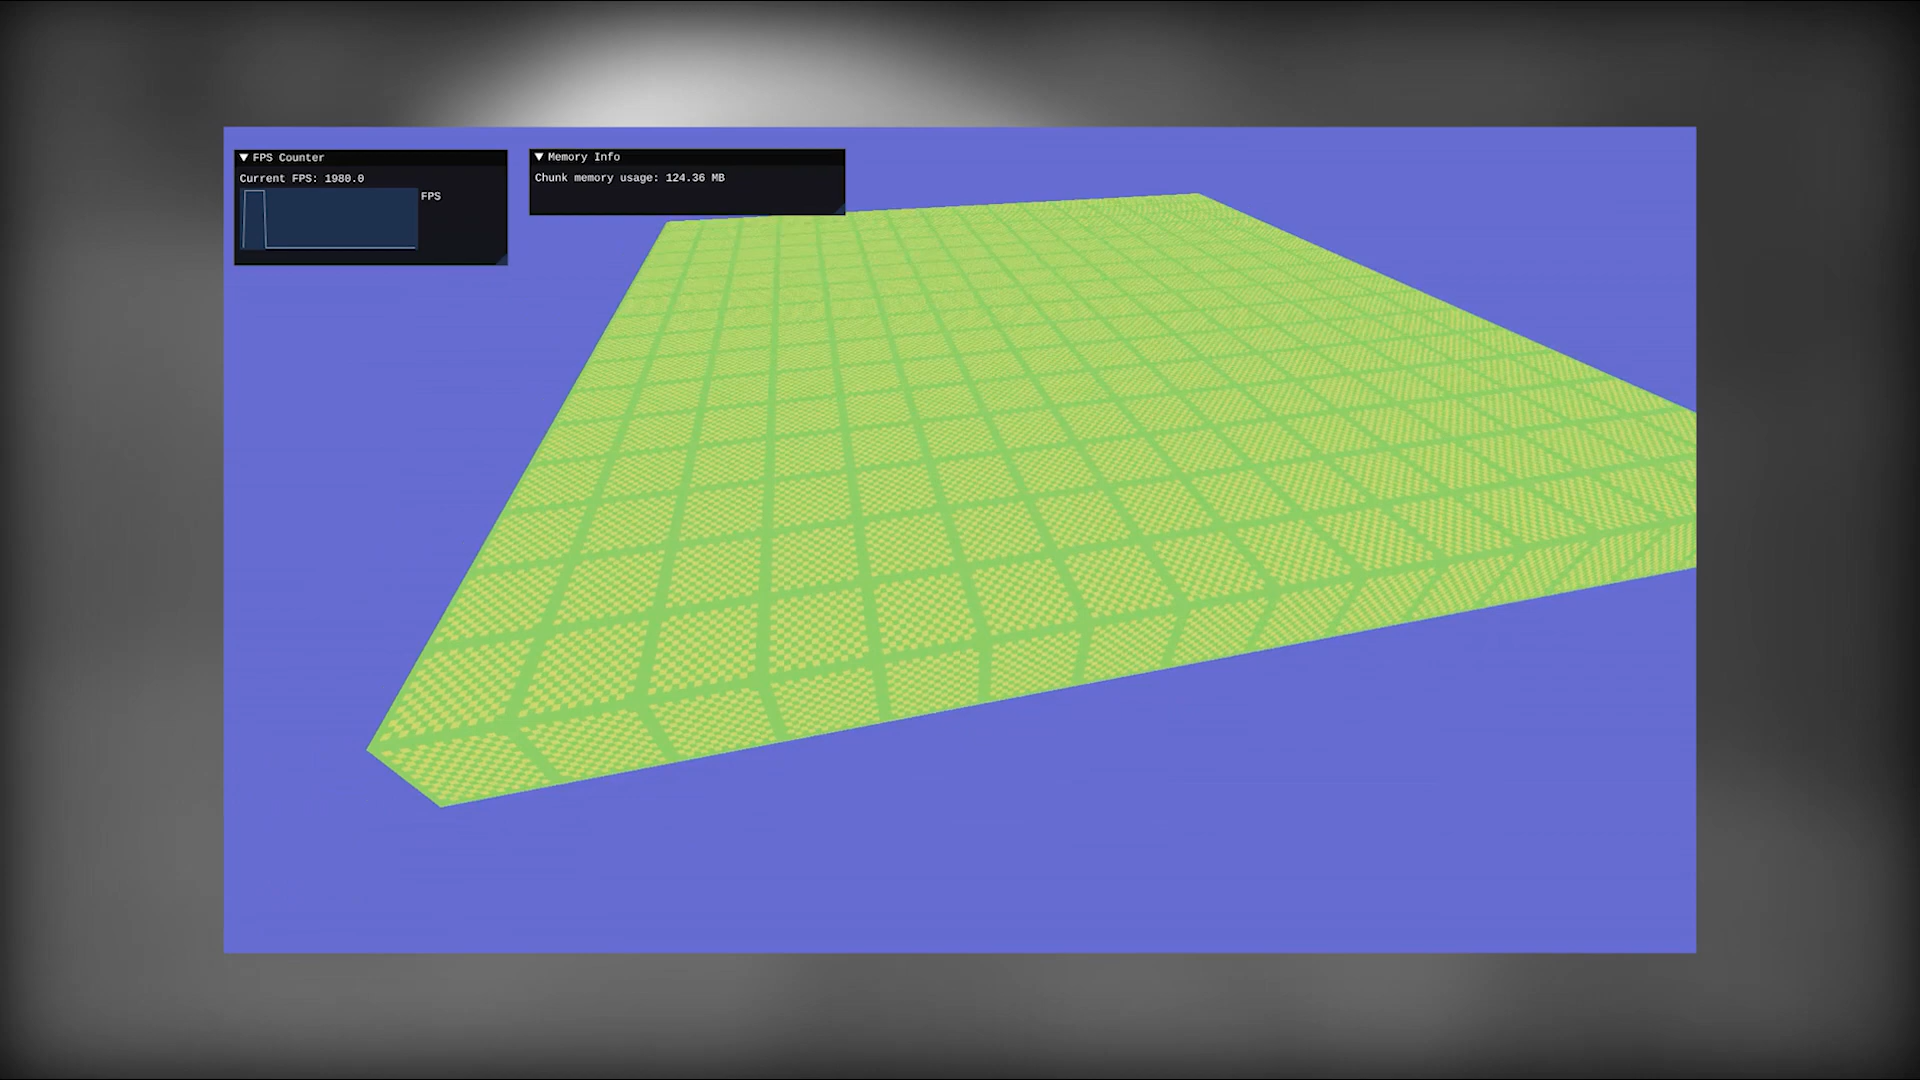 FPS Counter
Current FPS: 1980.0
FPS
Memory Info
Chunk memory usage: 124.36 MB